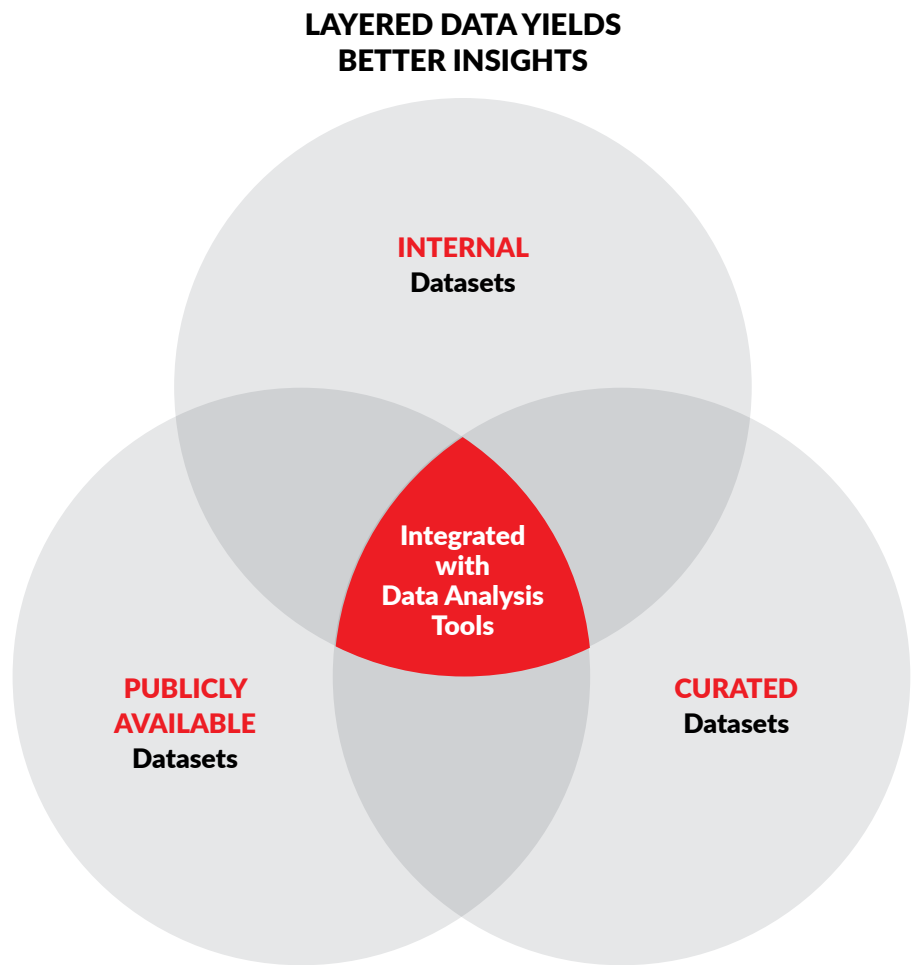 LAYERED DATA YIELDS
BETTER INSIGHTS
INTERNAL
Datasets
Integrated
with
Data Analysis
Tools
PUBLICLY
AVAILABLE
Datasets
CURATED
Datasets